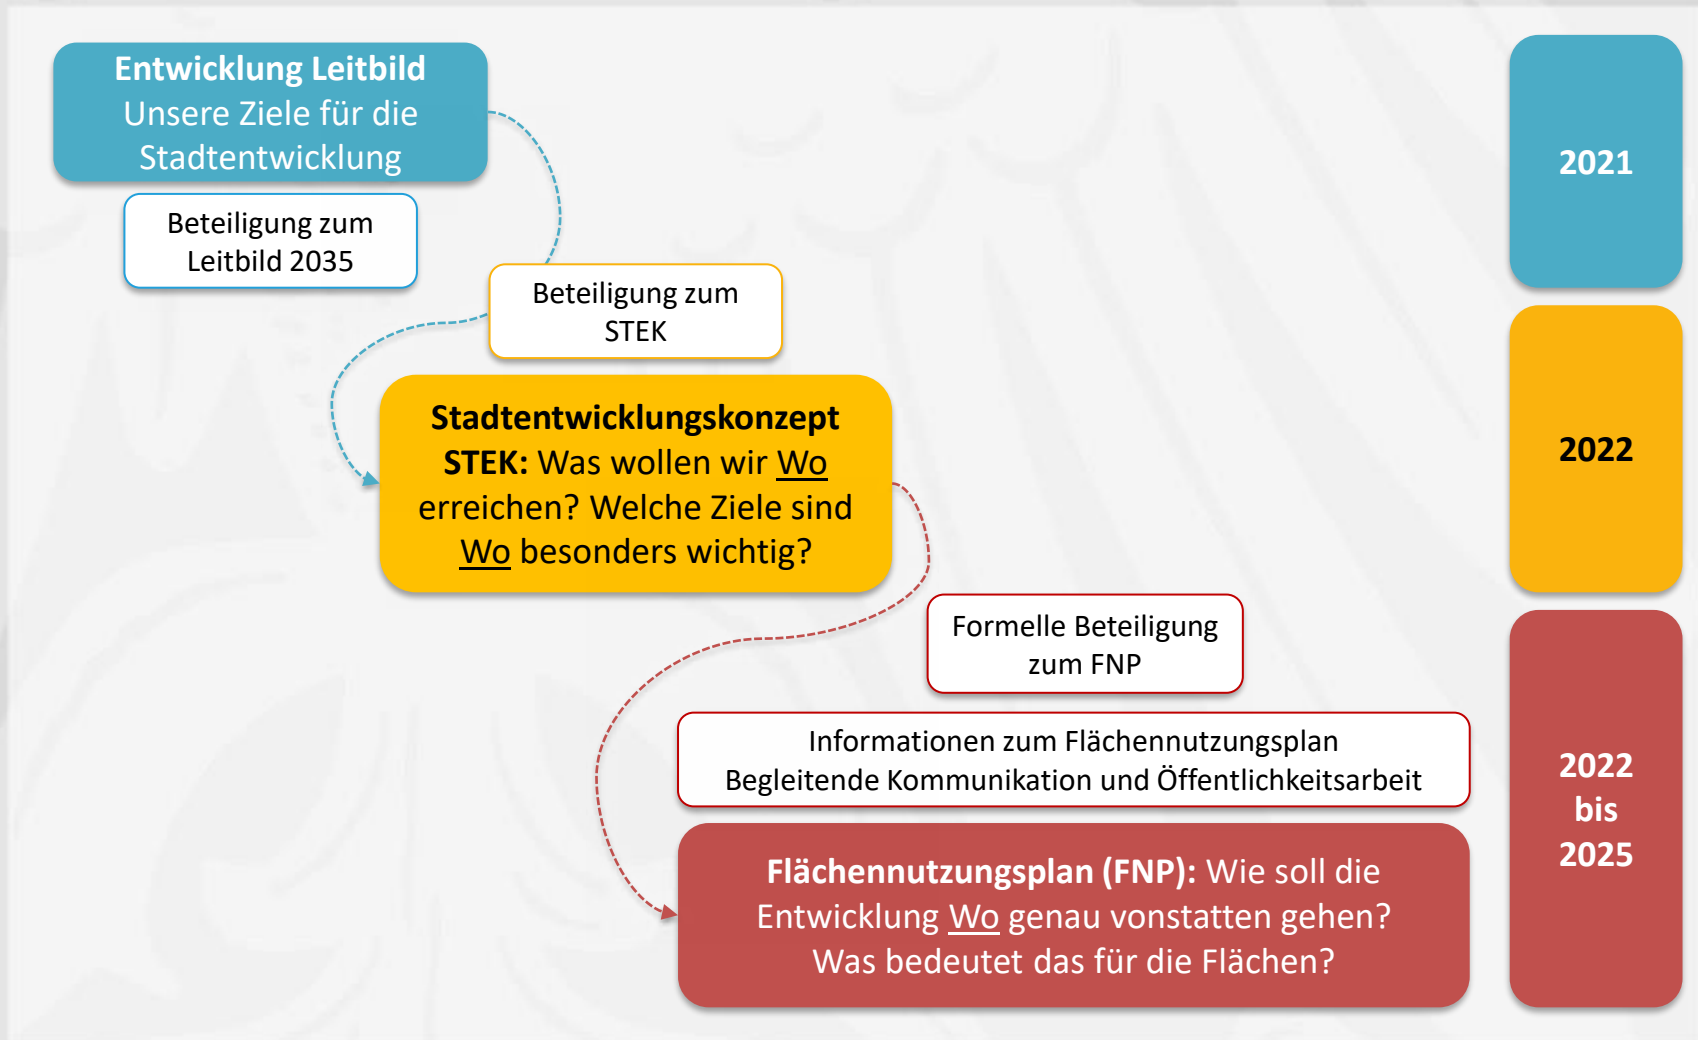 Entwicklung Leitbild
Unsere Ziele für die
Stadtentwicklung
Beteiligung zum
Leitbild 2035
2021
Beteiligung zum
STEK
Stadtentwicklungskonzept
STEK: Was wollen wir Wo
erreichen? Welche Ziele sind
Wo besonders wichtig?
2022
Formelle Beteiligung
zum FNP
Informationen zum Flächennutzungsplan
Begleitende Kommunikation und Öffentlichkeitsarbeit
Flächennutzungsplan (FNP): Wie soll die
Entwicklung Wo genau vonstatten gehen?
Was bedeutet das für die Flächen?
2022
bis
2025